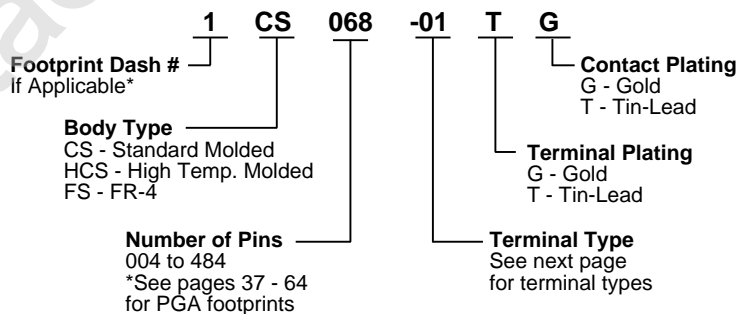 1 CS 068 -01 T G
Footprint Dash #
If Applicable*
Contact Plating
G - Gold
T - Tin-Lead
Body Type
CS - Standard Molded
HCS - High Temp. Molded
FS - FR-4
Terminal Plating
G - Gold
T - Tin-Lead
Number of Pins
004 to 484
*See pages 37 - 64
for PGA footprints
Terminal Type
See next page
for terminal types